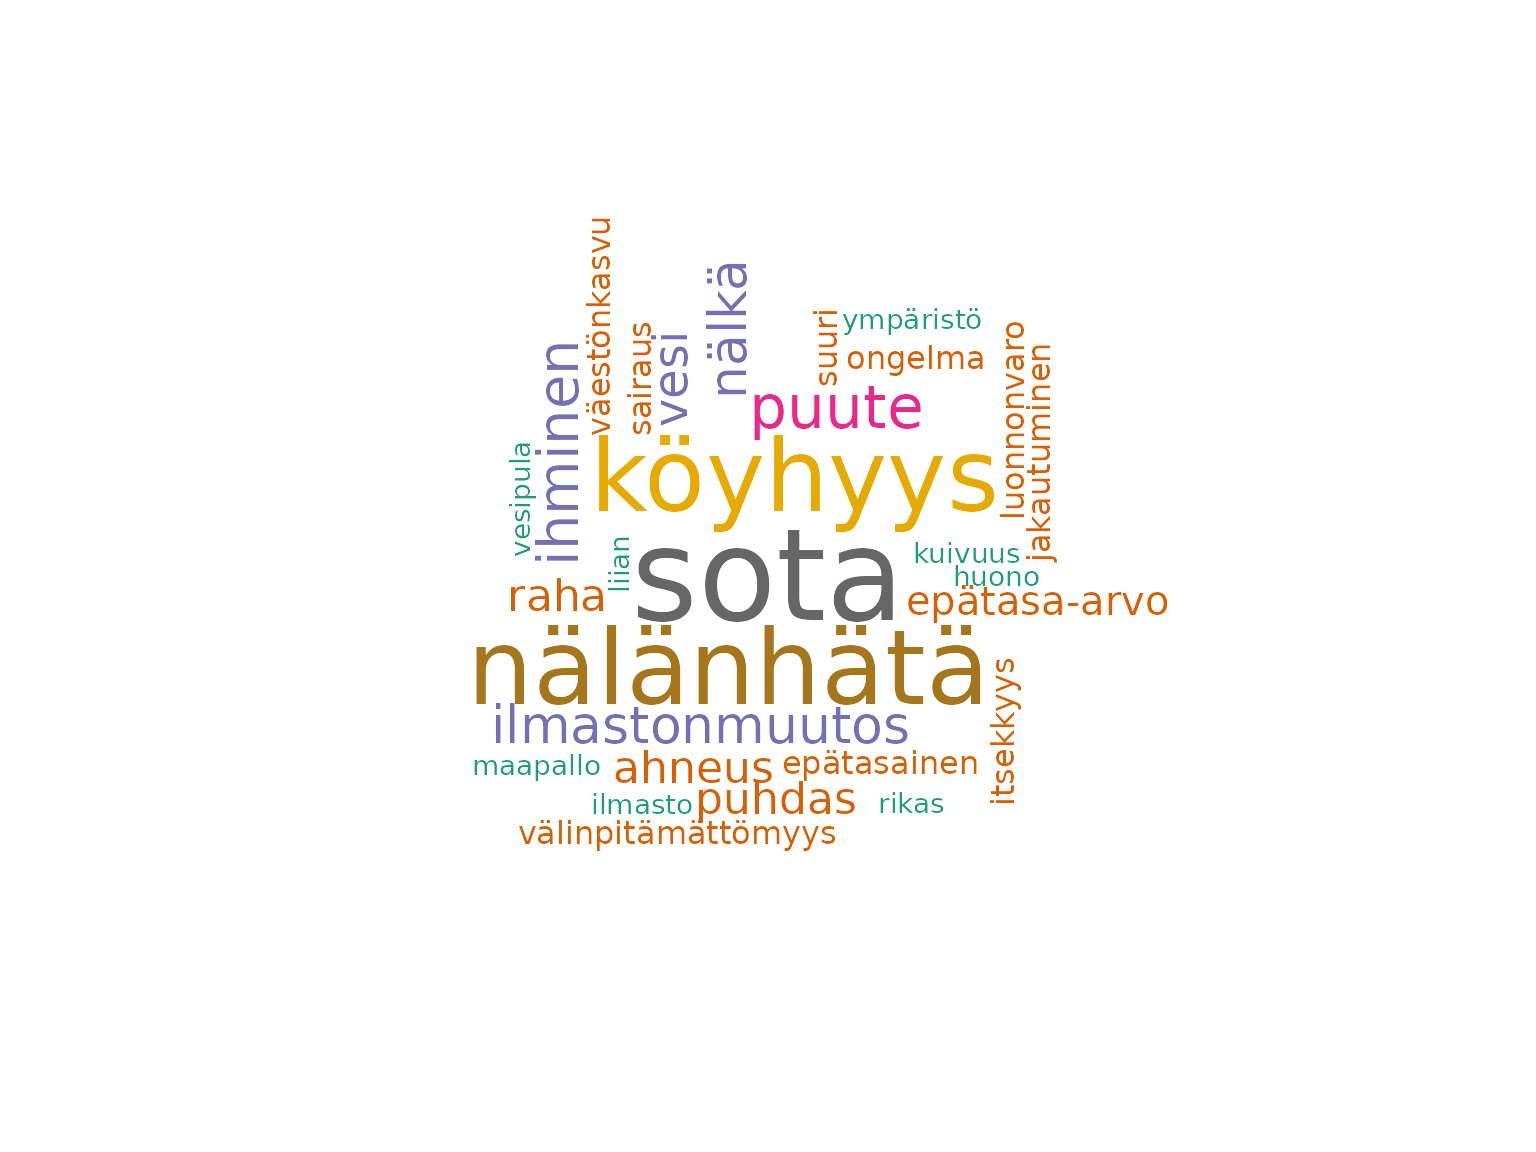 väestönkasvu
nälkä
suuri
ympäristö
sairaus
vesi
luonnonvaro
ihminen
ongelma
jakautuminen
puute
köyhyys
vesipula
sota
liian
kuivuus
huono
raha
epätasa-arvo
nälänhätä
itsekkyys
ilmastonmuutos
maapallo
ahneus
epätasainen
ilmasto
puhdas
rikas
välinpitämättömyys